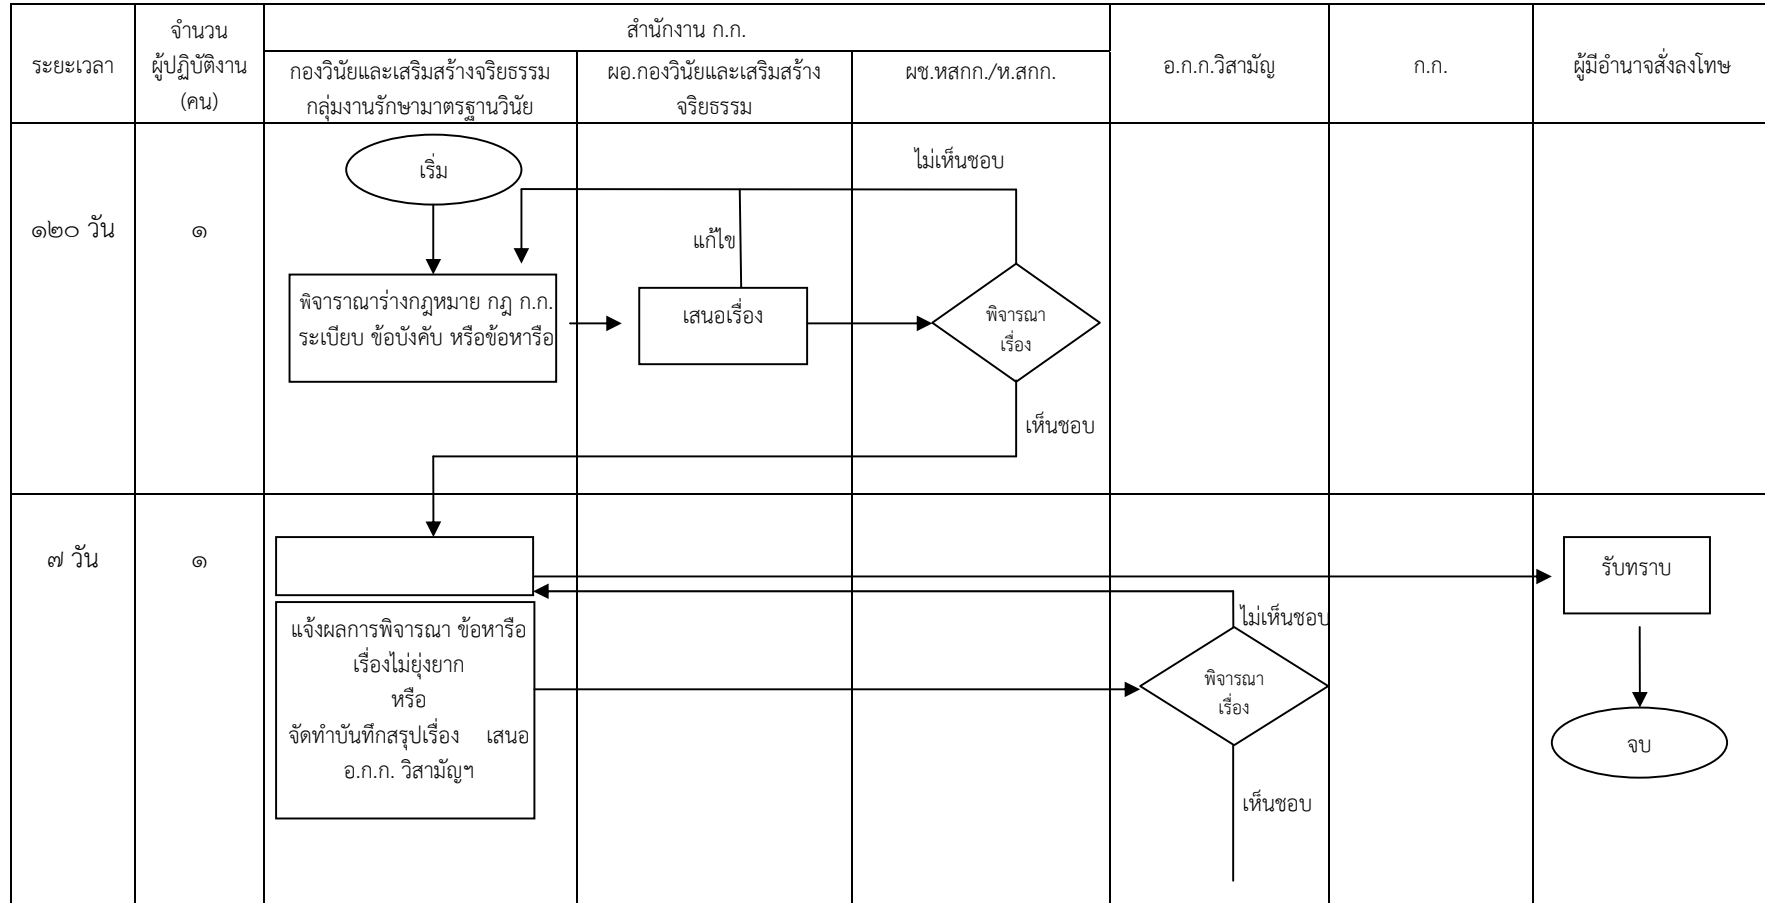 ระยะเวลา
จำนวน
ผู้ปฏิบัติงาน
(คน)
สำนักงาน ก.ก.
กองวินัยและเสริมสร้างจริยธรรม
กลุ่มงานรักษามาตรฐานวินัย
ผอ.กองวินัยและเสริมสร้าง
จริยธรรม
ผช.หสกก./ห.สกก.
อ.ก.ก.วิสามัญ
ก.ก.
ผู้มีอำนาจสั่งลงโทษ
๑๒๐ วัน
๑
เริ่ม
ไม่เห็นชอบ
แก้ไข
พิจาราณาร่างกฎหมาย กฎ ก.ก.
ระเบียบ ข้อบังคับ หรือข้อหารือ
เสนอเรื่อง
พิจารณา
เรื่อง
เห็นชอบ
๗ วัน
๑
รับทราบ
ไม่เห็นชอบ
แจ้งผลการพิจารณา ข้อหารือ
เรื่องไม่ยุ่งยาก
หรือ
จัดทำบันทึกสรุปเรื่อง เสนอ
อ.ก.ก. วิสามัญฯ
พิจารณา
เรื่อง
จบ
เห็นชอบ